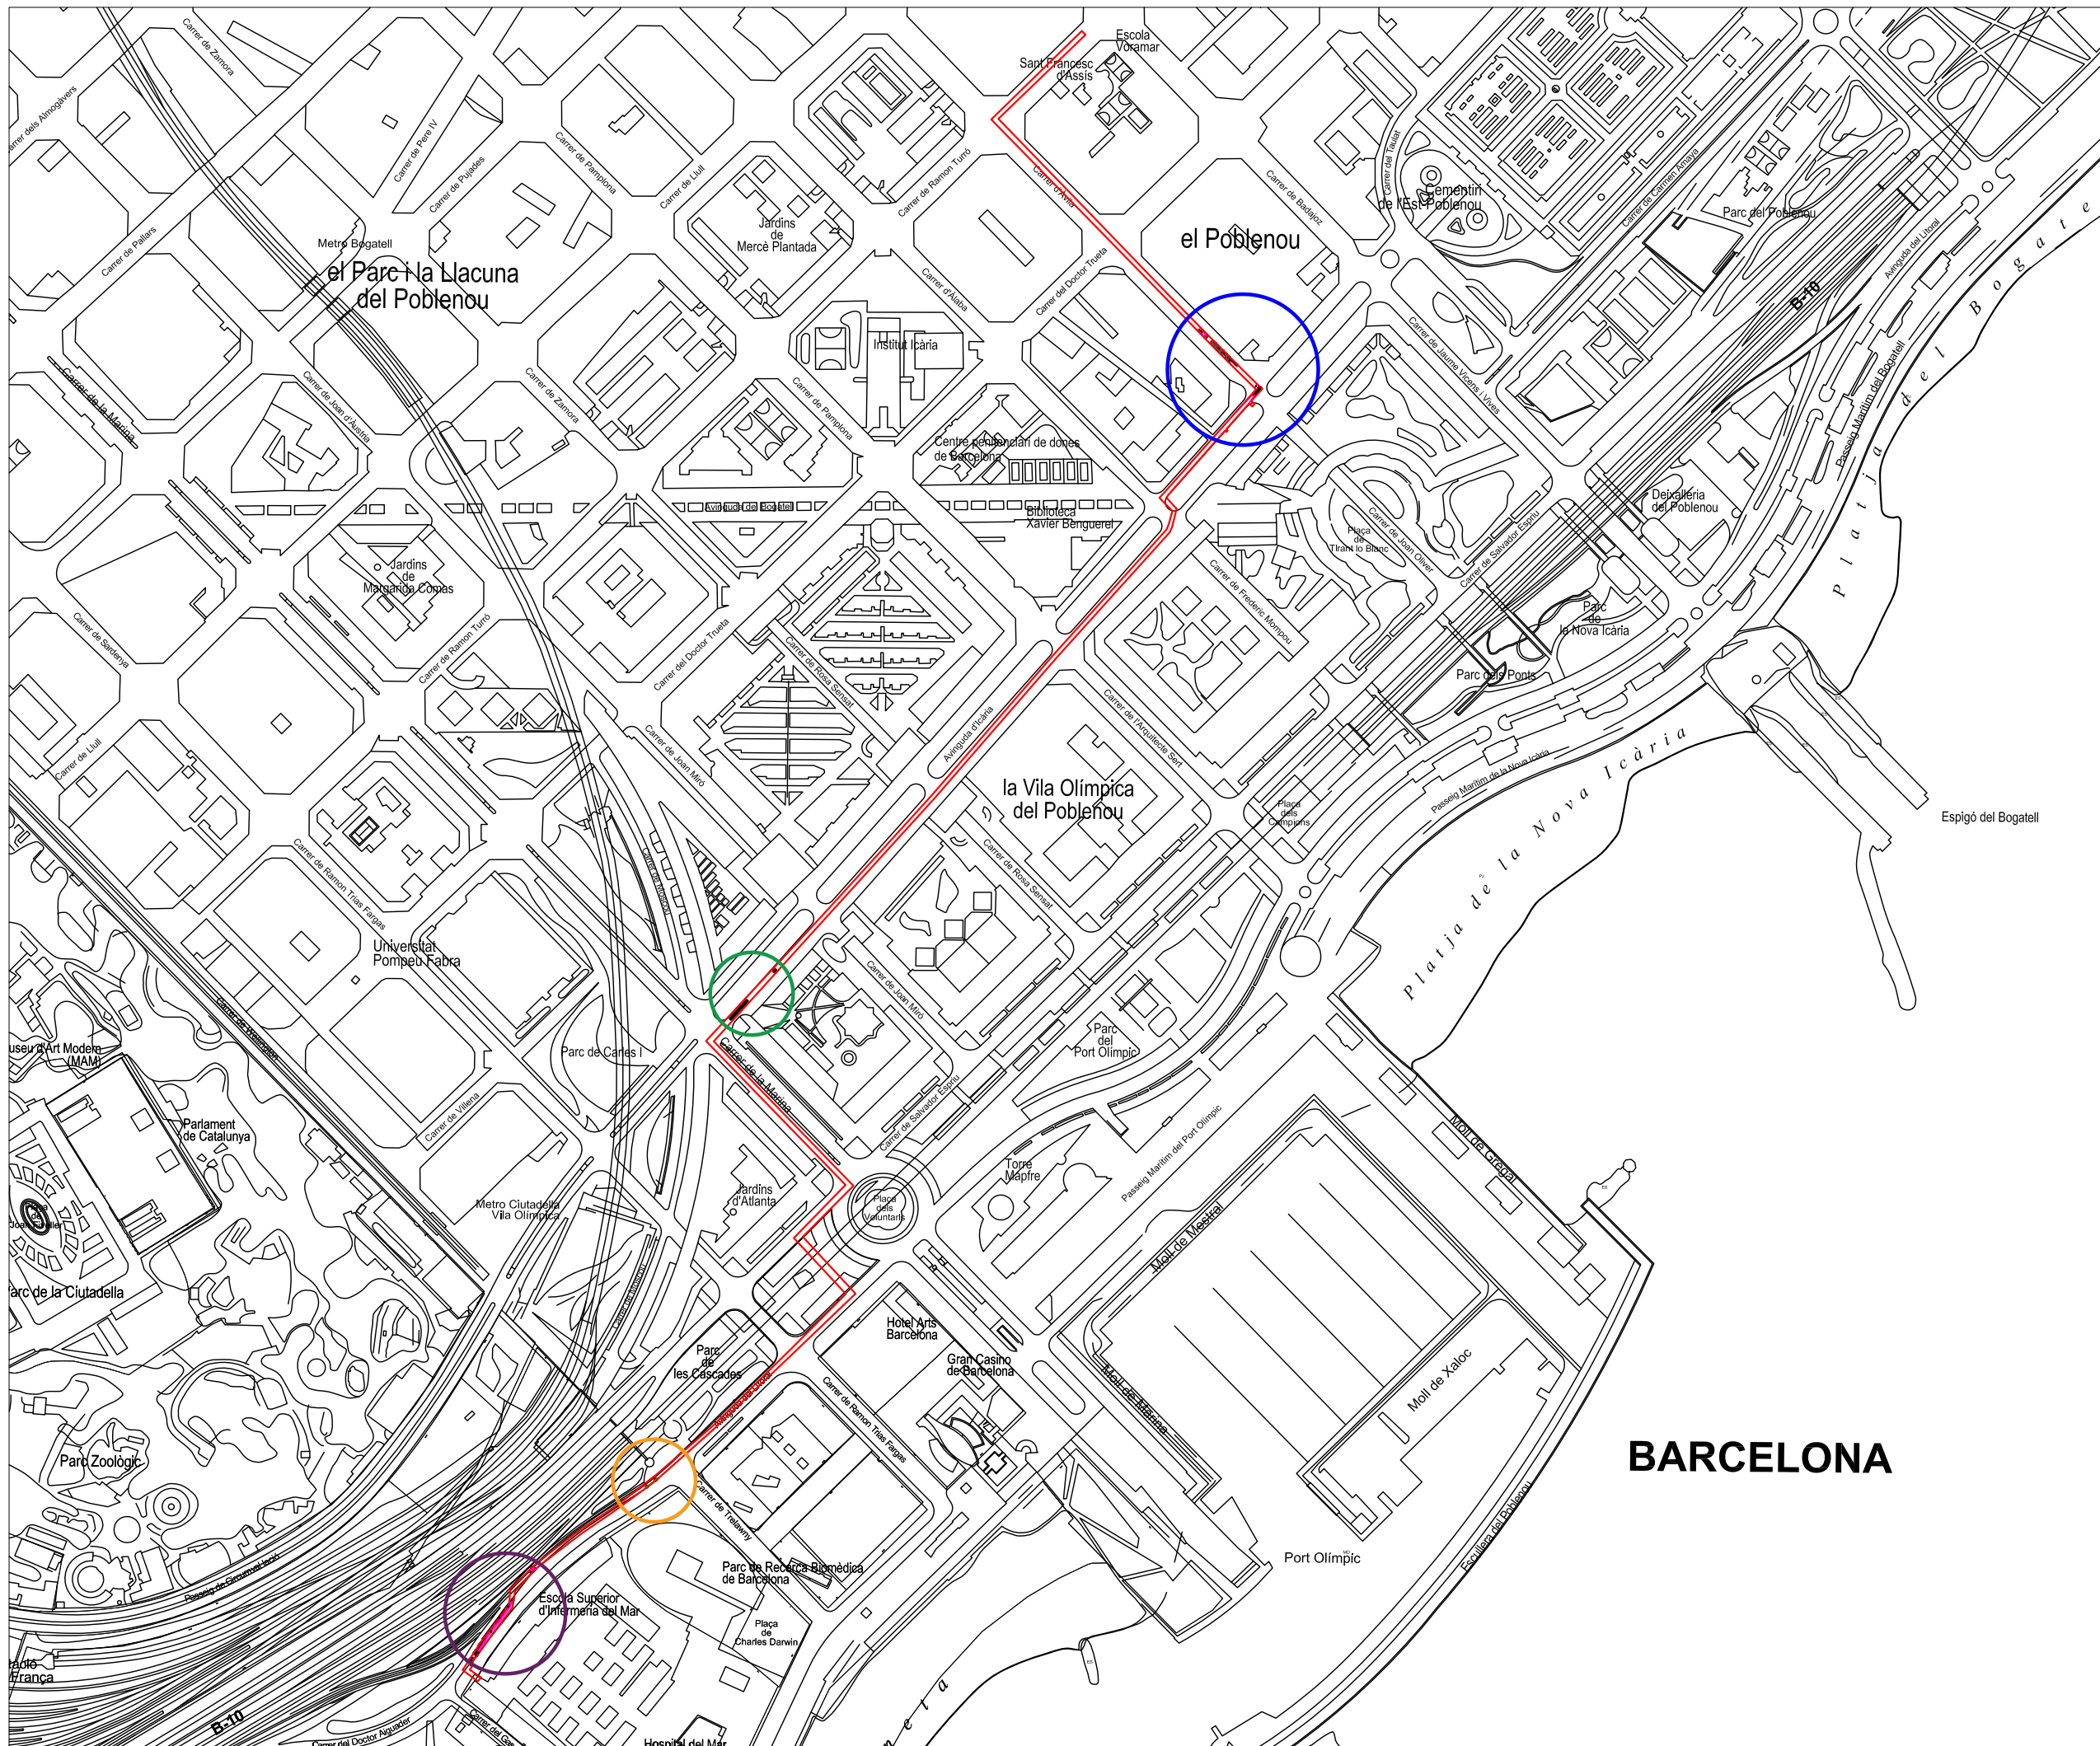 Carrer de Zamora
Escola
Voramar
Sant Francesc
d'Assís
Carrer de Pere IV
Carrer de Pujades
Carrer de Pamplona
Carrer de Llull
Carrer de Ramon Turró
Carrer d'Àvila
Carrer de Badajoz
Carrer del Taulat
Cementiri
de l'Est-Poblenou
Carrer de Carmen Amaya
Parc del Poblenou
Avinguda del Litoral
Platja del Bogate
Carrer de Pallars
Metro Bogatell
el Parc i la Llacuna
del Poblenou
Jardins
de
Mercè Plantada
el Poblenou
Carrer d'Àlaba
Carrer del Doctor Trueta
B-10
Carrer de la Marina
Carrer de Joan d'Àustria
Carrer de Zamora
Carrer de Pamplona
Institut Icària
Carrer de Jaume Vicens i Vives
Passeig Marítim del Bogatell
Centre penitenciari de dones
de Barcelona
Avinguda del Bogatell
Biblioteca
Xavier Benguerel
Plaça
de
Tirant lo Blanc
Carrer de Joan Oliver
Carrer de Salvador Espriu
Deixalleria
del Poblenou
Jardins
de
Margarida Comas
Carrer de Sardenya
Carrer de Ramon Turró
Carrer del Doctor Trueta
Carrer de Rosa Sensat
Carrer de Frederic Mompou
Parc
de
la Nova Icària
Parc dels Ponts
Carrer de Llull
Carrer de Joan Miró
Avinguda d'Icària
Carrer de l'Arquitecte Sert
la Vila Olímpica
del Poblenou
Plaça
dels
Campions
Passeig Marítim de la Nova Icària
Platja de la Nova Icària
Espigó del Bogatell
Carrer de Ramon Trias Fargas
Carrer de Moscou
Carrer de Rosa Sensat
Universitat
Pompeu Fabra
Carrer de Wellington
Carrer de Joan Miró
Parc de Carles I
Carrer de la Marina
Parc
del
Port Olímpic
(MAM)
Carrer de Villena
Parlament
de Catalunya
Carrer de Salvador Espriu
Passeig Marítim del Port Olímpic
Moll de Gregal
Torre
Mapfre
Jardins
d'Atlanta
Plaça
dels
Voluntaris
Metro Ciutadella
Vila Olímpica
Moll de Mestral
Carrer de Moscou
Hotel Arts
Barcelona
Gran Casino
de Barcelona
Parc
de
les Cascades
Avinguda del Litoral
Carrer de Ramon Trias Fargas
Moll de Marina
Moll de Xaloc
Parc Zoològic
BARCELONA
Carrer de Trelawny
Escullera del Poblenou
Port Olímpic
Parc de Recerca Biomèdica
de Barcelona
Passeig de Circumval·lació
Escola Superior
d'Infermeria del Mar
Plaça
de
Charles Darwin
França
B-10
Carrer del Doctor Aiguader
Hospital del Mar
eta